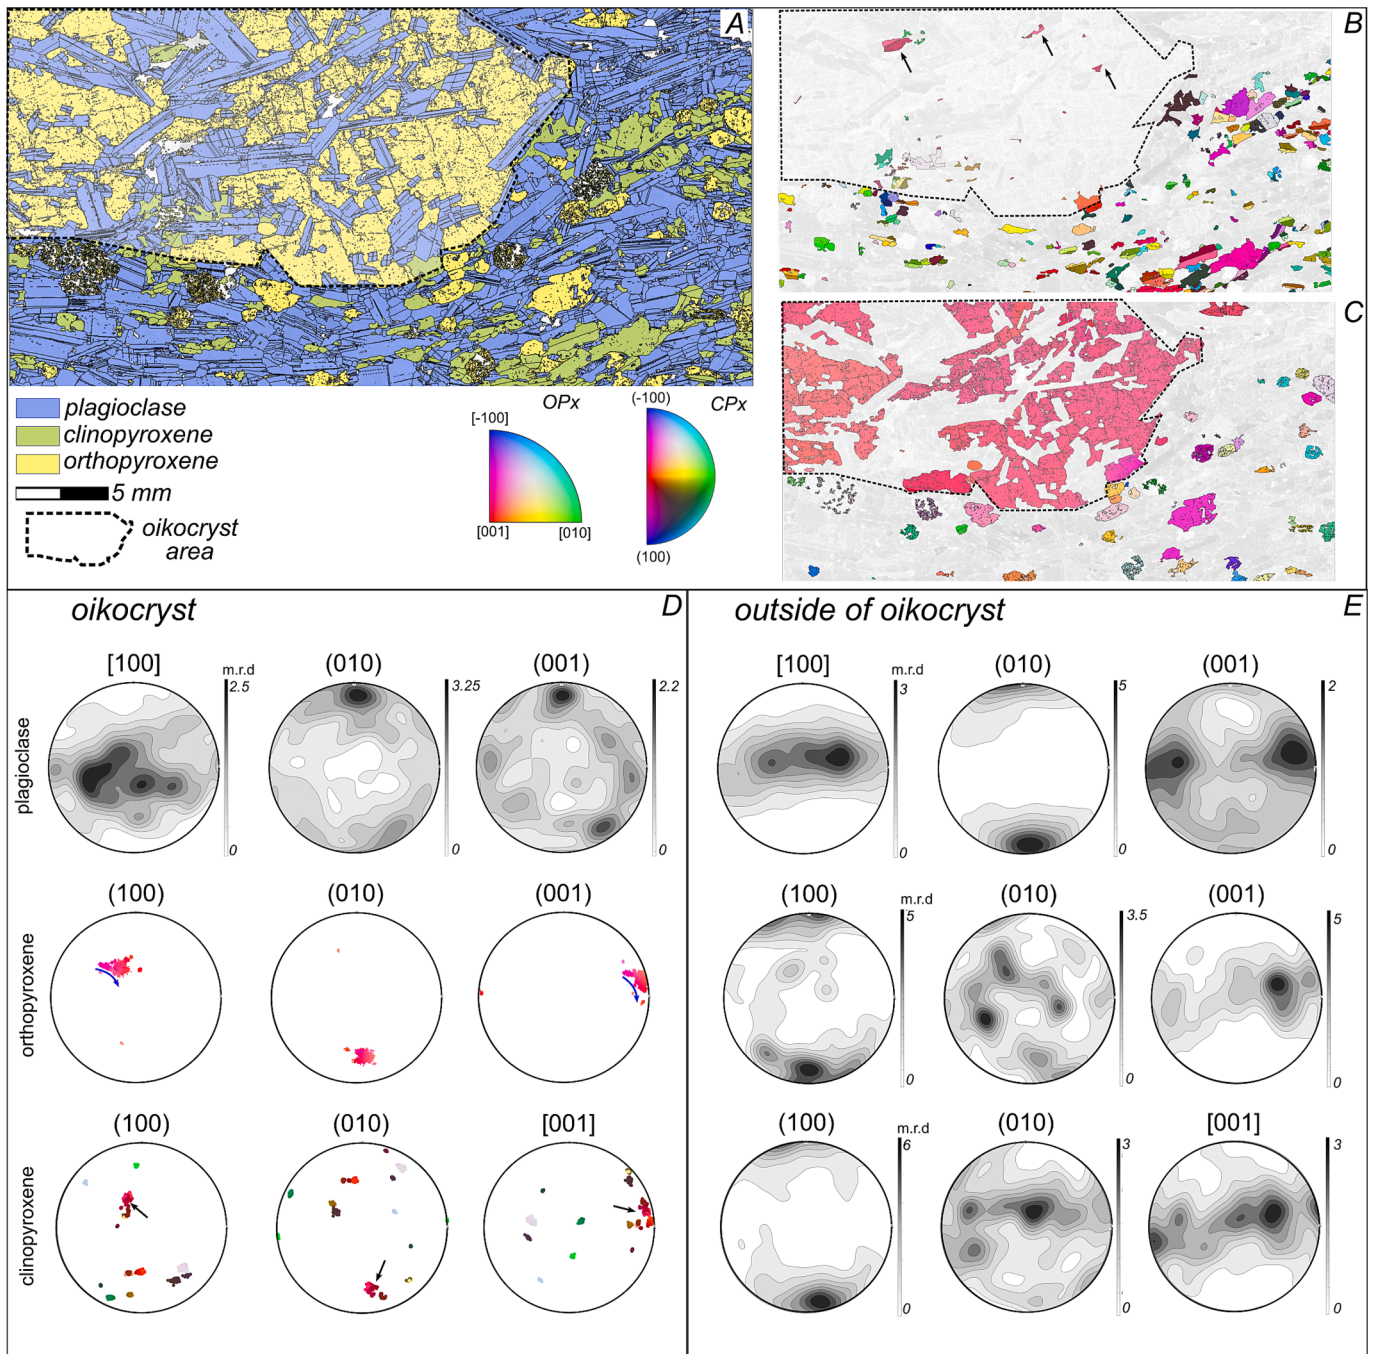 A
B
C
plagioclase
clinopyroxene
orthopyroxene
5 mm
oikocryst
area
OPx
[-100]
[001]
[010]
CPx
(-100)
(100)
oikocryst
D
[100]
(010)
(001)
m.r.d
2.5
0
3.25
0
2.2
0
plagioclase
(100)
(010)
(001)
orthopyroxene
(100)
(010)
[001]
clinopyroxene
outside of oikocryst
E
[100]
(010)
(001)
m.r.d
3
0
5
0
2
0
(100)
(010)
(001)
m.r.d
5
0
3.5
0
5
0
(100)
(010)
[001]
m.r.d
6
0
3
0
3
0